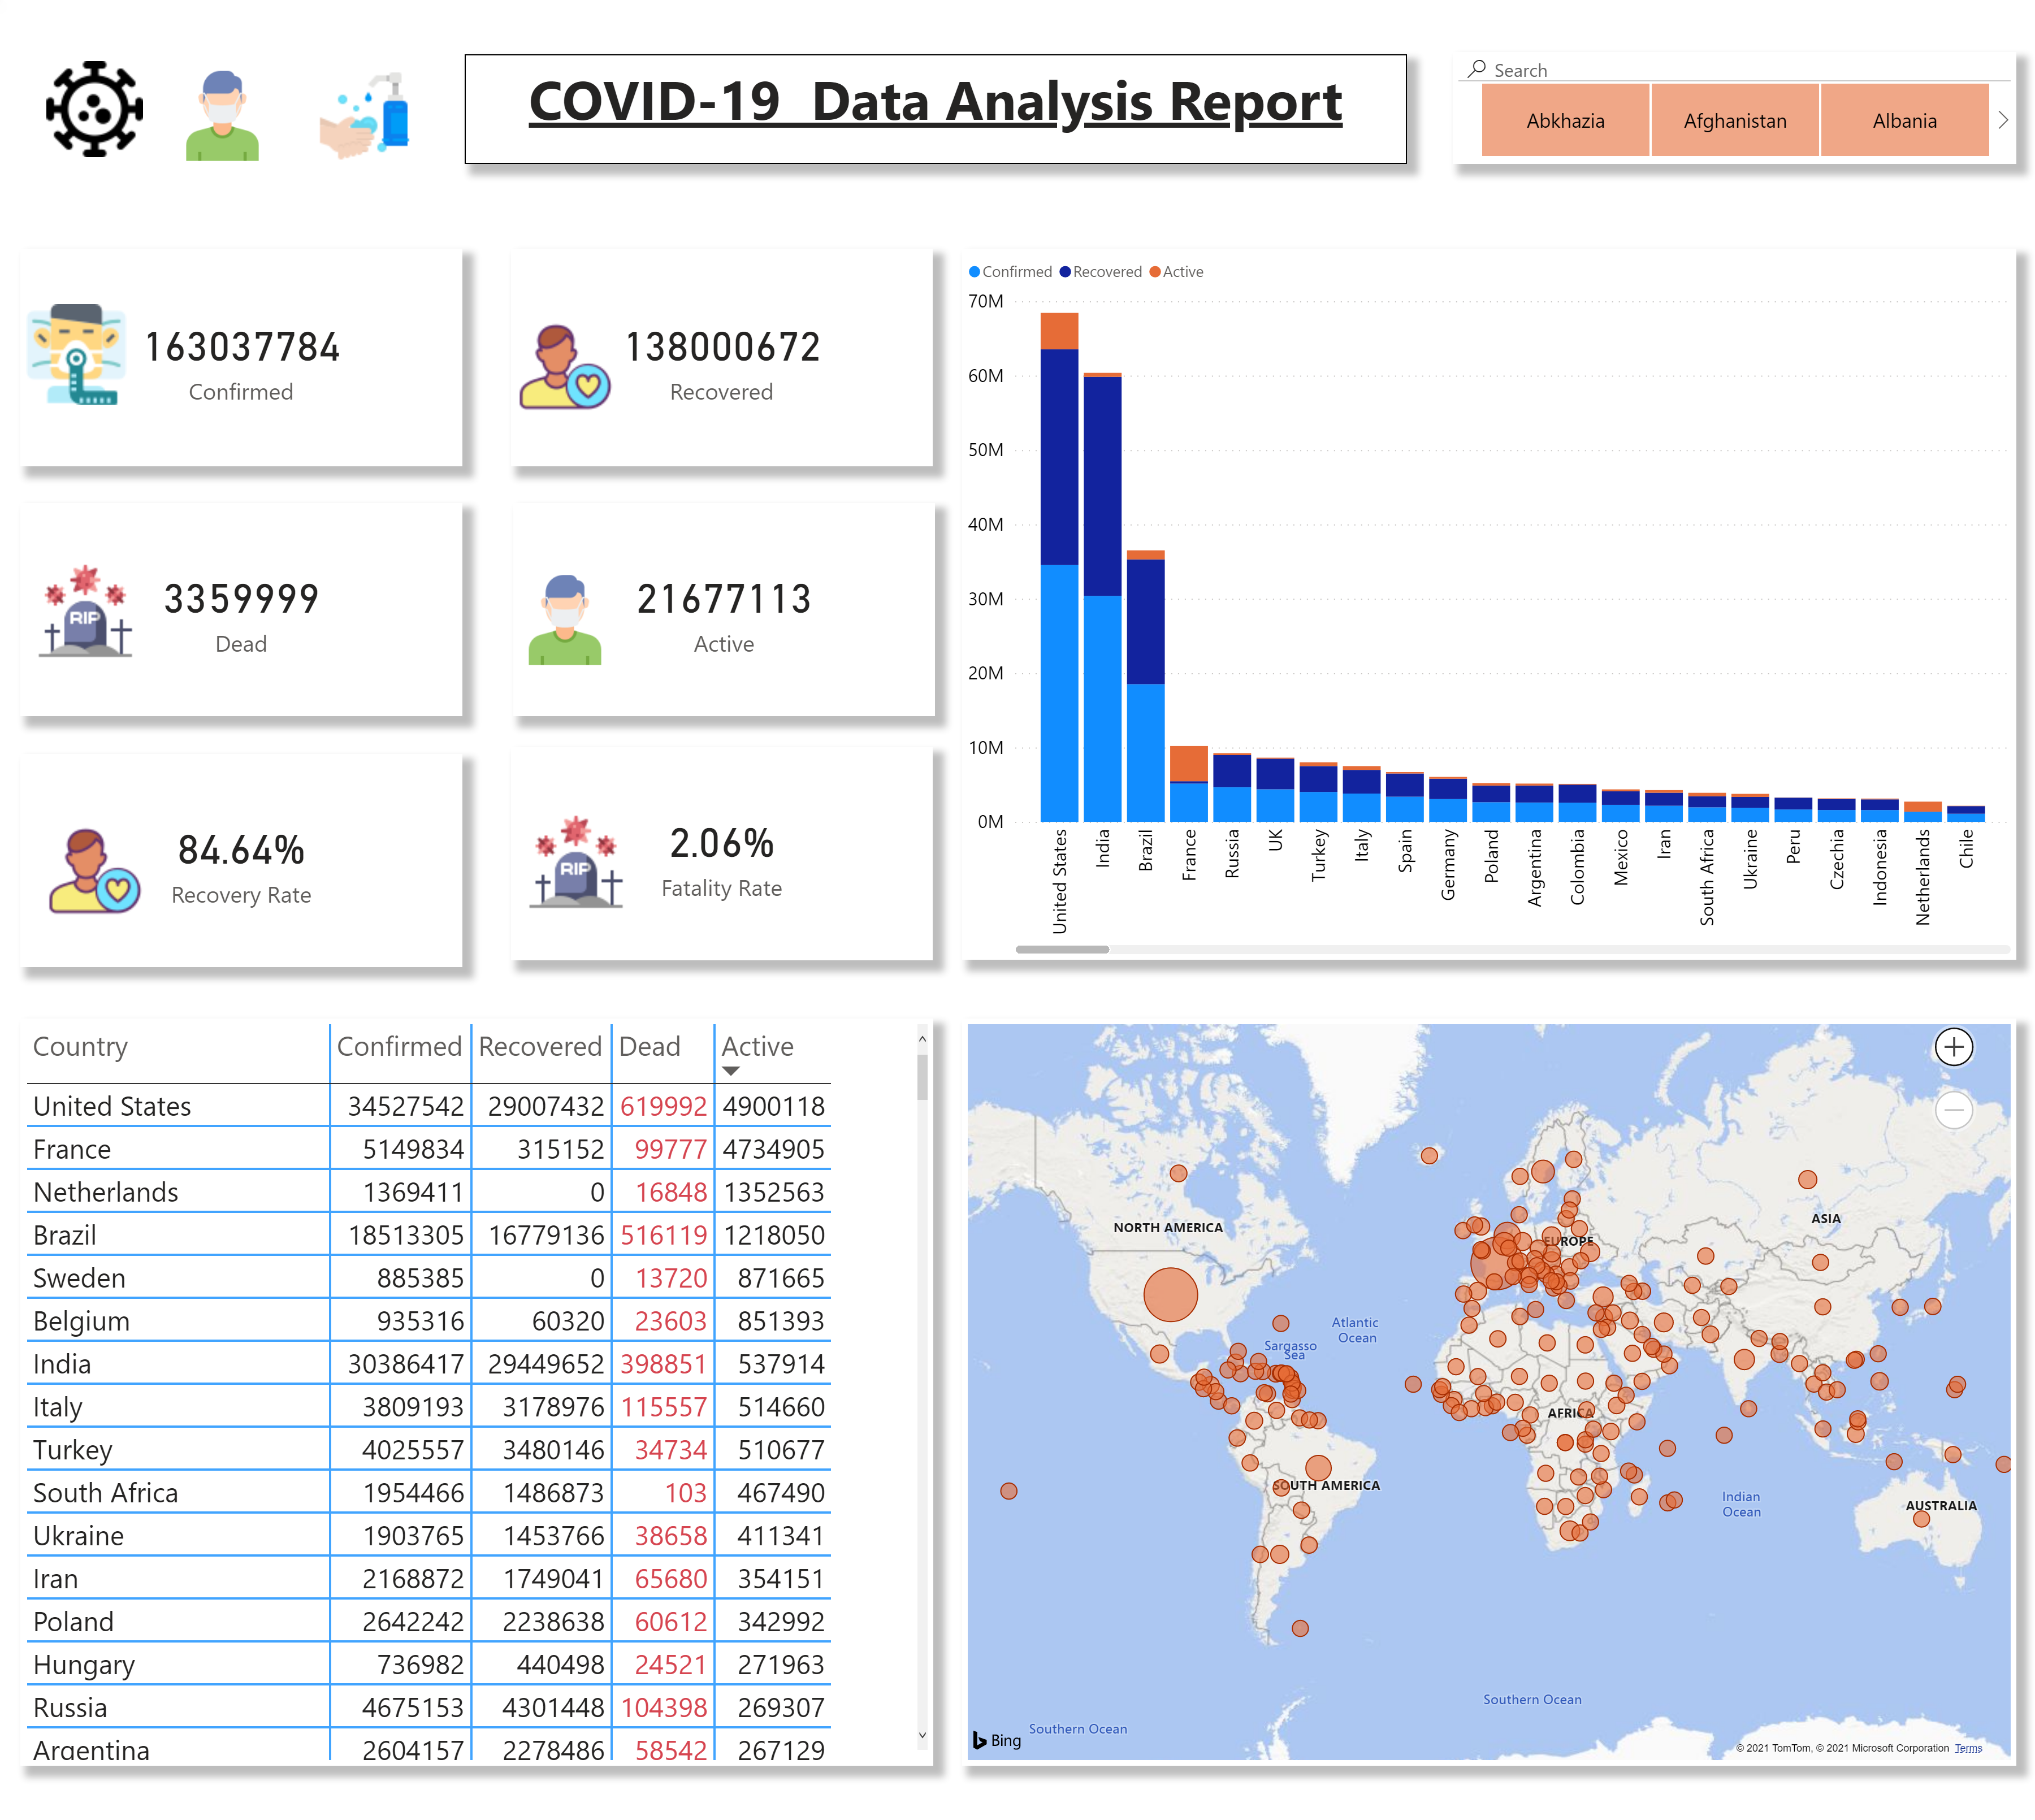 COVID-19 Data Analysis Report
Search
Abkhazia Afghanistan Albania
163037784
Confirmed
138000672
Recovered
RIP
3359999
Dead
21677113
Active
84.64%
Recovery Rate
RIP
2.06%
Fatality Rate
Confirmed Recovered Active
70M
60M
50M
40M
30M
20M
10M
0M
United States
India
Brazil
France
Russia
UK
Turkey
Italy
Spain
Germany
Poland
Argentina
Colombia
Mexico
Iran
South Africa
Ukraine
Peru
Czechia
Indonesia
Netherlands
Chile
Country Confirmed Recovered Dead Active
United States 34527542 29007432 619992 4900118
France 5149834 315152 99777 4734905
Netherlands 1369411 0 16848 1352563
Brazil 18513305 16779136 516119 1218050
Sweden 885385 0 13720 871665
Belgium 935316 60320 23603 851393
India 30386417 29449652 398851 537914
Italy 3809193 3178976 115557 514660
Turkey 4025557 3480146 34734 510677
South Africa 1954466 1486873 103 467490
Ukraine 1903765 1453766 38658 411341
Iran 2168872 1749041 65680 354151
Poland 2642242 2238638 60612 342992
Hungary 736982 440498 24521 271963
Russia 4675153 4301448 104398 269307
Argentina 2604157 2278486 58542 267129
NORTH AMERICA
ASIA
EUROPE
Atlantic
Ocean
Sargasso
Sea
AFRICA
SOUTH AMERICA
Indian
Ocean
AUSTRALIA
Southern Ocean
Southern Ocean
Bing
© 2021 TomTom, © 2021 Microsoft Corporation Terms